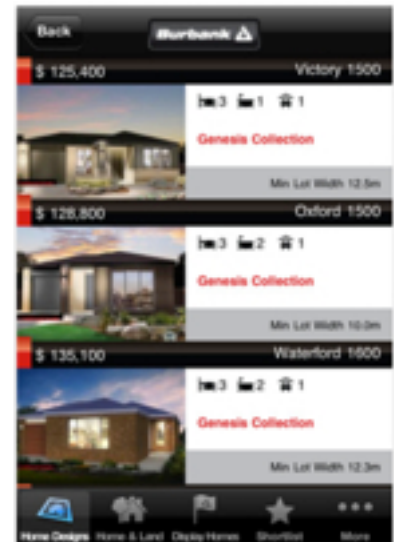 Back
Burbank
$ 125,400 Victory 1500
3 1 1
Genesis Collection
Min Lot Width 12.5m
$ 128,800 Oxford 1500
3 2 1
Genesis Collection
Min Lot Width 10.0m
$ 135,100 Waterford 1600
3 2 1
Genesis Collection
Min Lot Width 12.3m
Home Designs Home & Land Display Homes Shortlist More